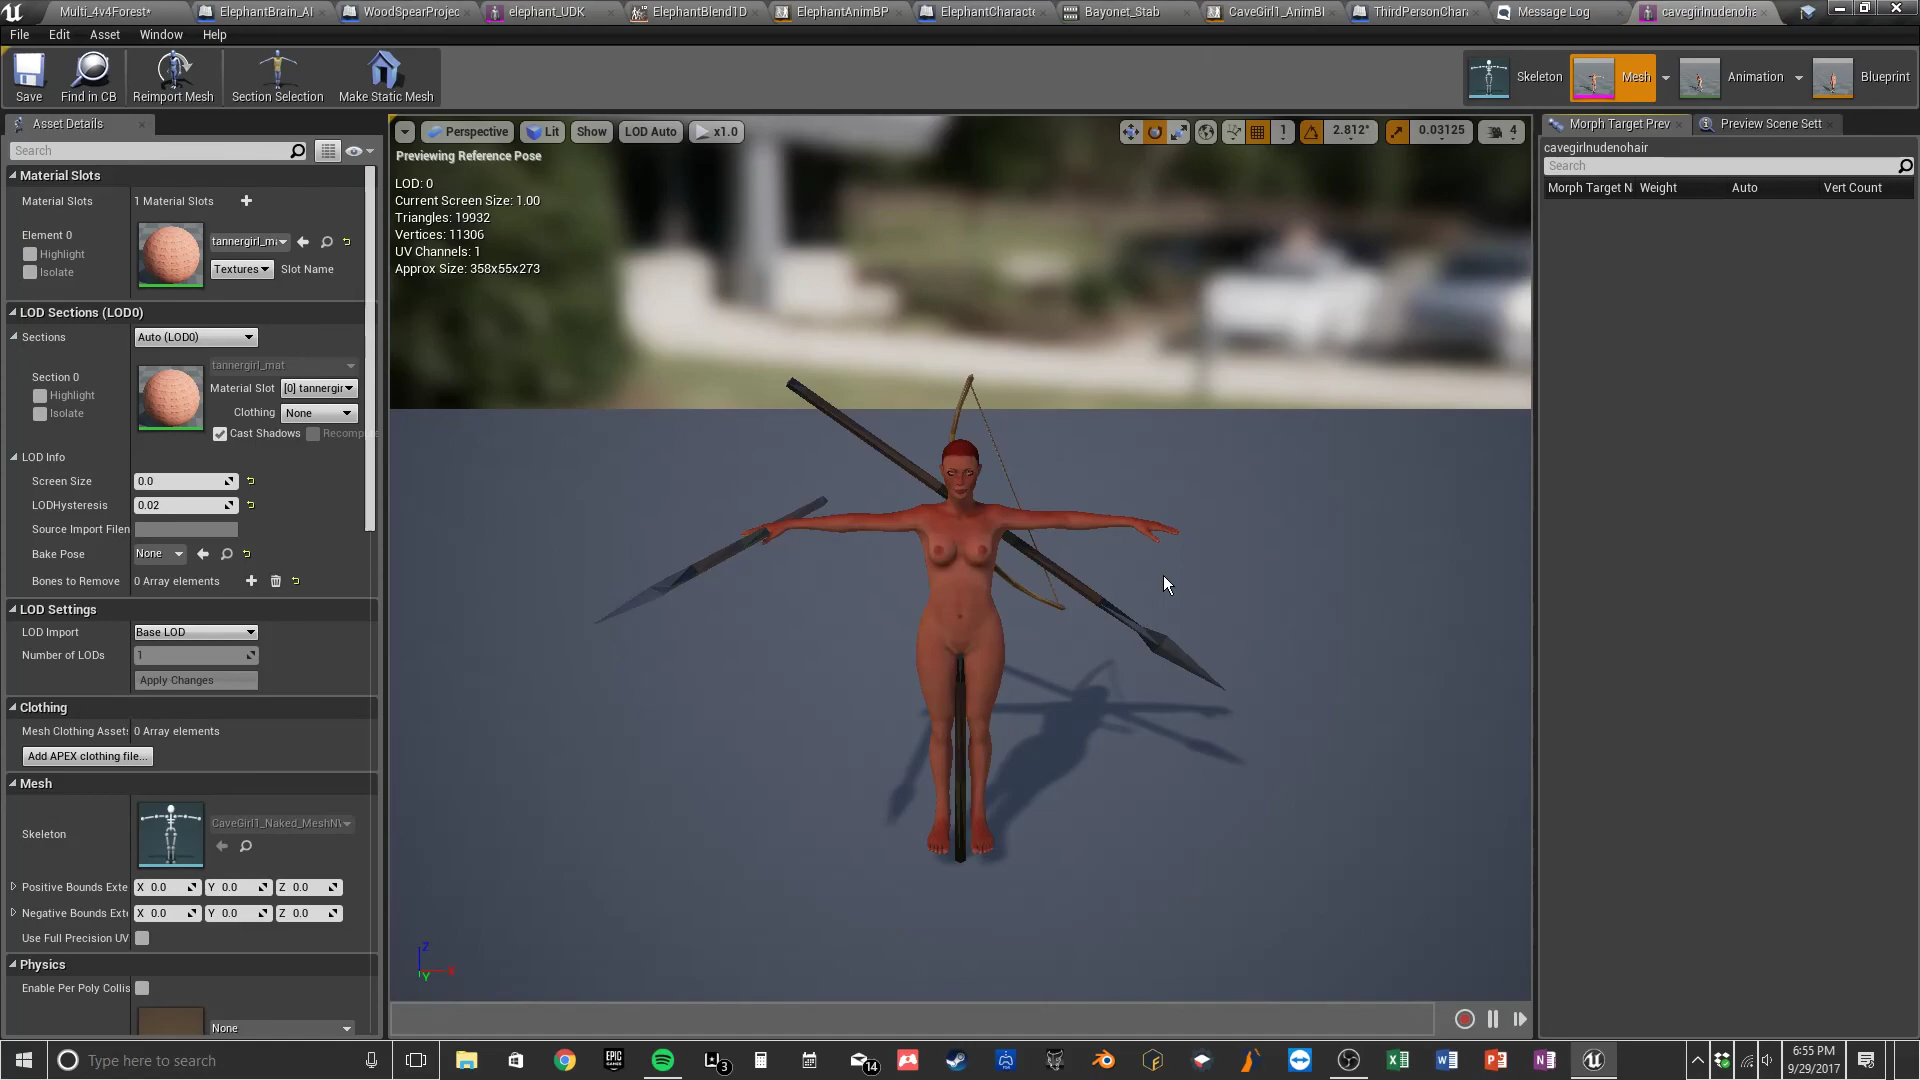 Multi_4v4Forest*
ElephantBrain_AI
WoodSpearProjec
elephant_UDK
ElephantBlend1D
ElephantAnimBP
ElephantCharacte
Bayonet_Stab
CaveGirl1_AnimBl
ThirdPersonChar
Message Log
cavegirlnudenoha
File Edit Asset Window Help
Save
Find in CB
Reimport Mesh
Section Selection
Make Static Mesh
Skeleton
Mesh
Animation
Blueprint
Asset Details
Search
Material Slots
Material Slots 1 Material Slots
Element 0
Highlight
Isolate
tannergirl_ma
Textures Slot Name
LOD Sections (LOD0)
Sections Auto (LOD0)
Section 0
Highlight
Isolate
tannergirl_mat
Material Slot [0] tannergir
Clothing None
Cast Shadows Recompu
LOD Info
Screen Size 0.0
LODHysteresis 0.02
Source Import Filen
Bake Pose None
Bones to Remove 0 Array elements
LOD Settings
LOD Import Base LOD
Number of LODs 1
Apply Changes
Clothing
Mesh Clothing Asset: 0 Array elements
Add APEX clothing file...
Mesh
Skeleton CaveGirl1_Naked_MeshN
Positive Bounds Exte X 0.0 Y 0.0 Z 0.0
Negative Bounds Exte X 0.0 Y 0.0 Z 0.0
Use Full Precision UV
Physics
Enable Per Poly Collis
None
Perspective Lit Show LOD Auto x1.0
1 2.812° 0.03125 4
Previewing Reference Pose
LOD: 0
Current Screen Size: 1.00
Triangles: 19932
Vertices: 11306
UV Channels: 1
Approx Size: 358x55x273
Z
X
Y
Morph Target Prev
Preview Scene Sett
cavegirlnudenohair
Search
Morph Target N Weight Auto Vert Count
Type here to search
EPIC GAMES
3
14
6:55 PM
9/29/2017